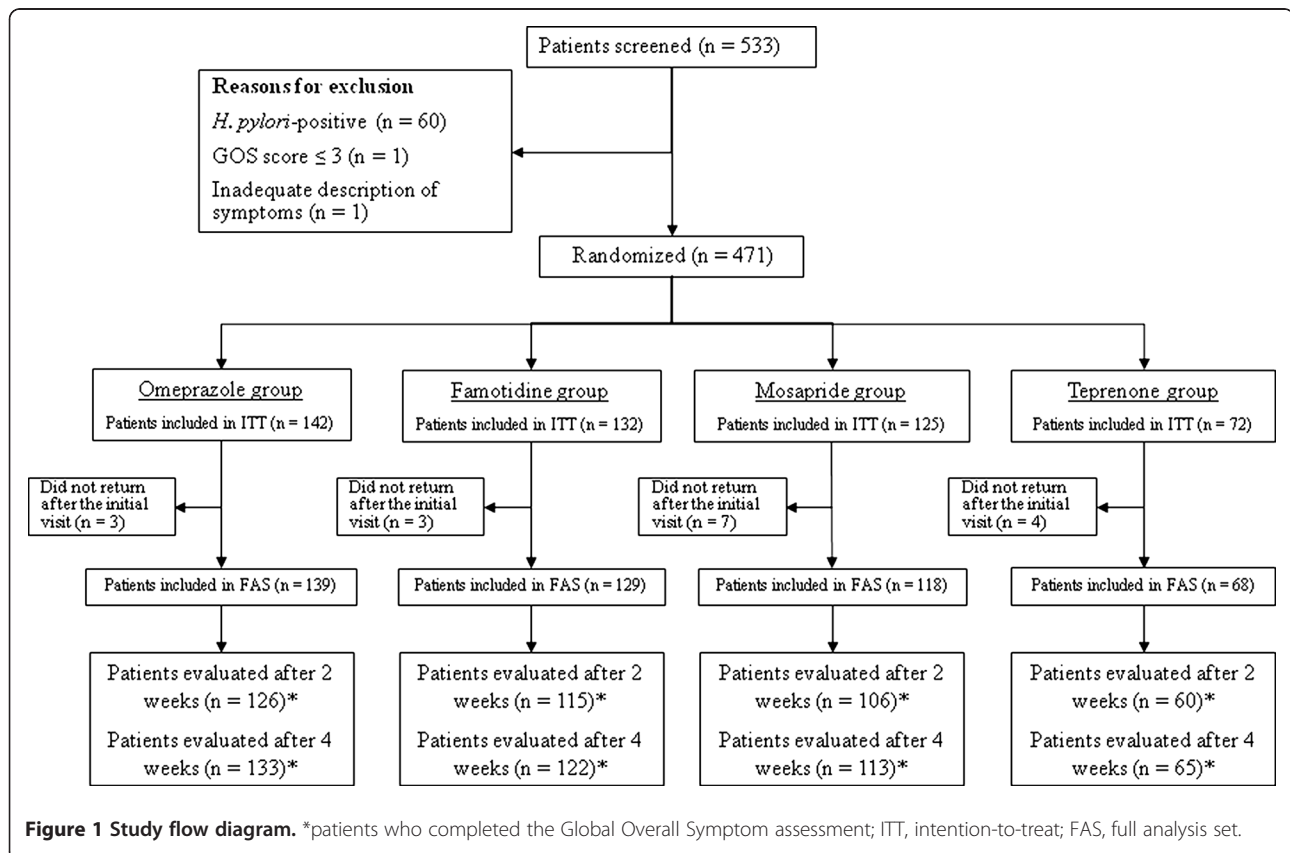 Patients screened (n = 533)
Reasons for exclusion
H. pylori-positive (n = 60)
GOS score ≤ 3 (n = 1)
Inadequate description of
symptoms (n = 1)
Randomized (n = 471)
Omeprazole group
Patients included in ITT (n = 142)
Famotidine group
Patients included in ITT (n = 132)
Mosapride group
Patients included in ITT (n = 125)
Teprenone group
Patients included in ITT (n = 72)
Did not return
after the initial
visit (n = 3)
Did not return
after the initial
visit (n = 3)
Did not return
after the initial
visit (n = 7)
Did not return
after the initial
visit (n = 4)
Patients included in FAS (n = 139)
Patients included in FAS (n = 129)
Patients included in FAS (n = 118)
Patients included in FAS (n = 68)
Patients evaluated after 2
weeks (n = 126)*
Patients evaluated after 4
weeks (n = 133)*
Patients evaluated after 2
weeks (n = 115)*
Patients evaluated after 4
weeks (n = 122)*
Patients evaluated after 2
weeks (n = 106)*
Patients evaluated after 4
weeks (n = 113)*
Patients evaluated after 2
weeks (n = 60)*
Patients evaluated after 4
weeks (n = 65)*
Figure 1 Study flow diagram. *patients who completed the Global Overall Symptom assessment; ITT, intention-to-treat; FAS, full analysis set.